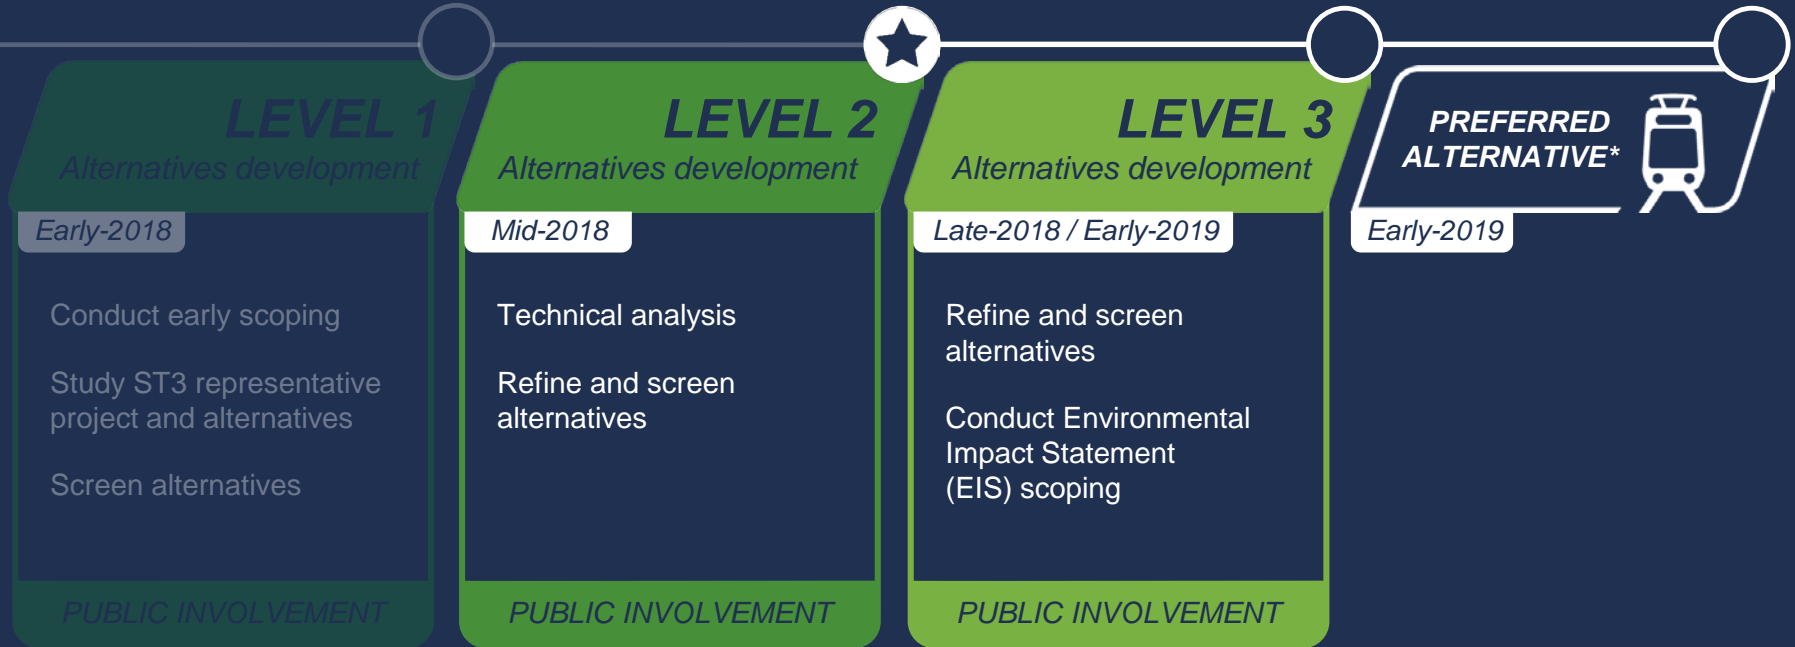 LEVEL 1
Alternatives development
Early-2018
Conduct early scoping
Study ST3 representative
project and alternatives
Screen alternatives
PUBLIC INVOLVEMENT
LEVEL 2
Alternatives development
Mid-2018
Technical analysis
Refine and screen
alternatives
PUBLIC INVOLVEMENT
LEVEL 3
Alternatives development
Late-2018 / Early-2019
Refine and screen
alternatives
Conduct Environmental
Impact Statement
(EIS) scoping
PUBLIC INVOLVEMENT
PREFERRED
ALTERNATIVE*
Early-2019